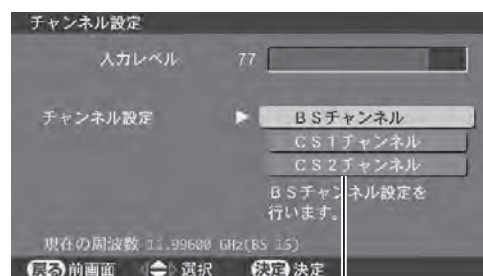 チャンネル設定
入力レベル 77
チャンネル設定 ▶ BSチャンネル
CS1チャンネル
CS2チャンネル
BSチャンネル設定を
行います。
現在の周波数 11.99600 GHz(BS 15)
戻る 前画面 選択 決定 決定